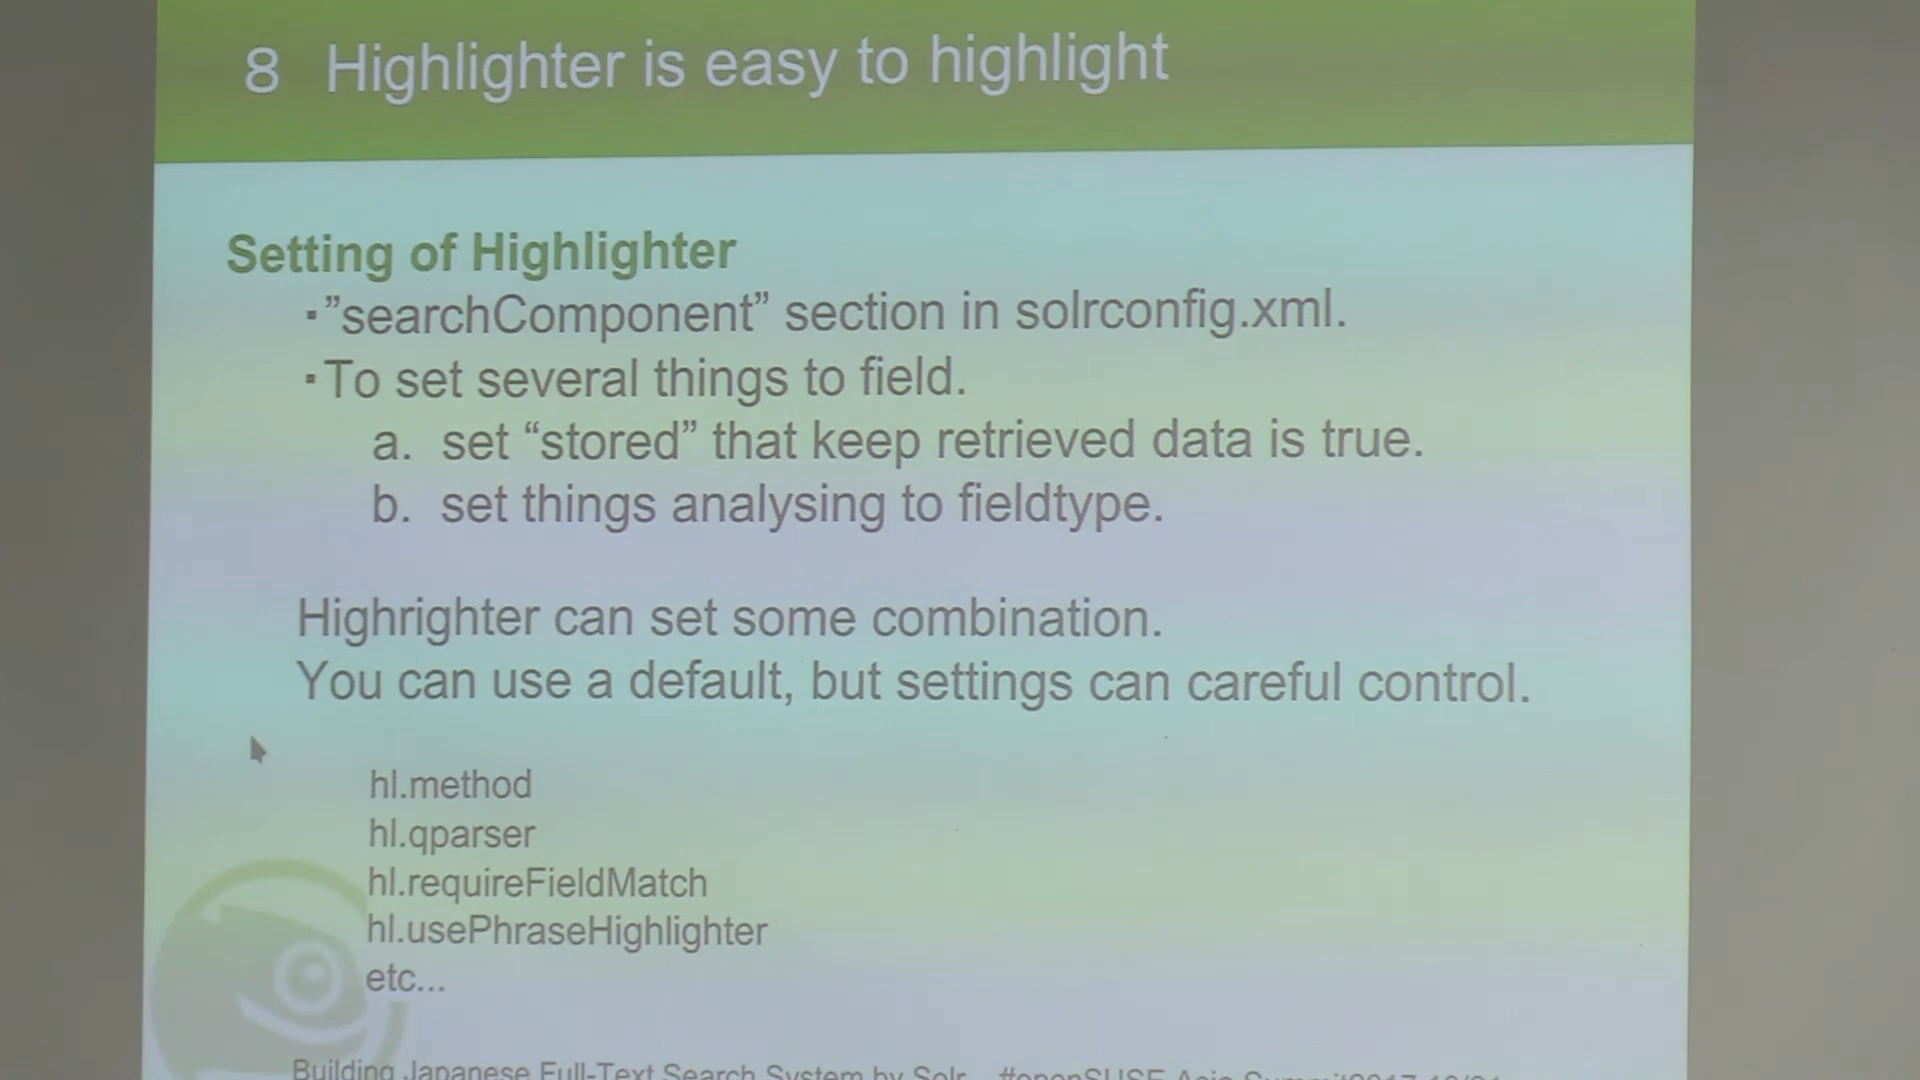 8 Highlighter is easy to highlight
Setting of Highlighter
・”searchComponent” section in solrconfig.xml.
・To set several things to field.
a. set “stored” that keep retrieved data is true.
b. set things analysing to fieldtype.
Highrighter can set some combination.
You can use a default, but settings can careful control.
hl.method
hl.qparser
hl.requireFieldMatch
hl.usePhraseHighlighter
etc...
Building Japanese Full-Text Search System by Solr #openSUSE Asia Summit2017